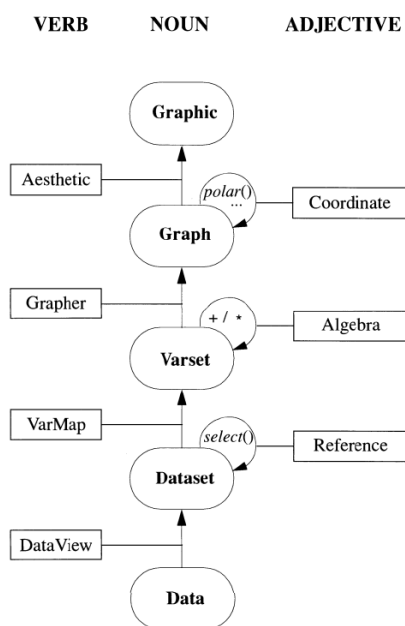 VERB NOUN ADJECTIVE
Graphic
Aesthetic
polar()
...
Coordinate
Graph
Grapher
+ / *
Algebra
Varset
VarMap
select()
Reference
Dataset
DataView
Data